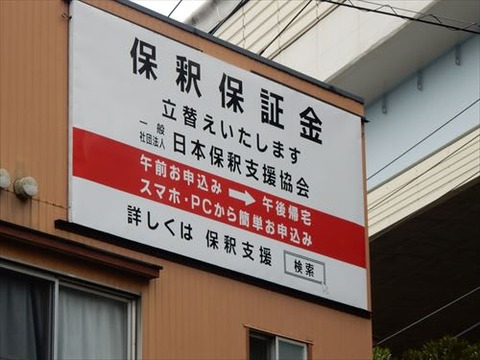 保釈保証金
立替えいたします
一般
社団法人 日本保釈支援協会
午前お申込み → 午後帰宅
スマホ・PCから簡単お申込み
詳しくは 保釈支援 検索